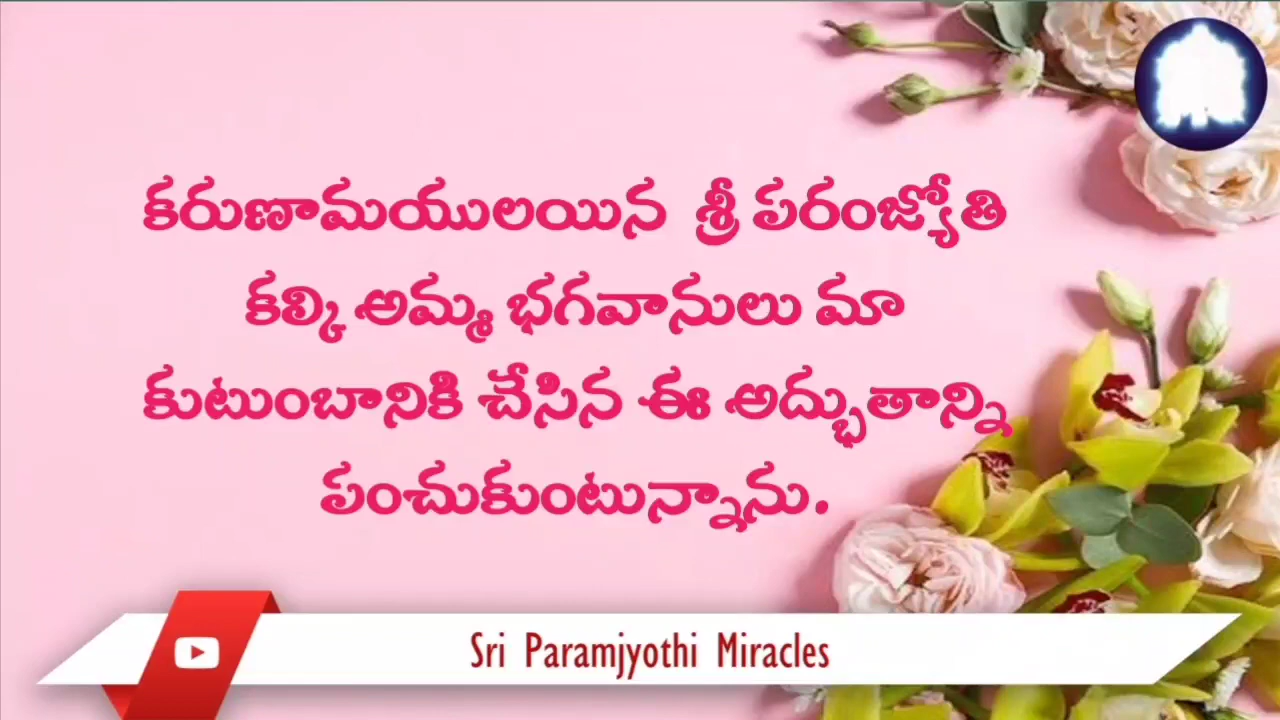 కరుణామయులయిన శ్రీ పరంజ్యోతి
కల్కి అమ్మ భగవానులు మా
కుటుంబానికి చేసిన ఈ అద్భుతాన్ని
పంచుకుంటున్నాను.
Sri Paramjyothi Miracles